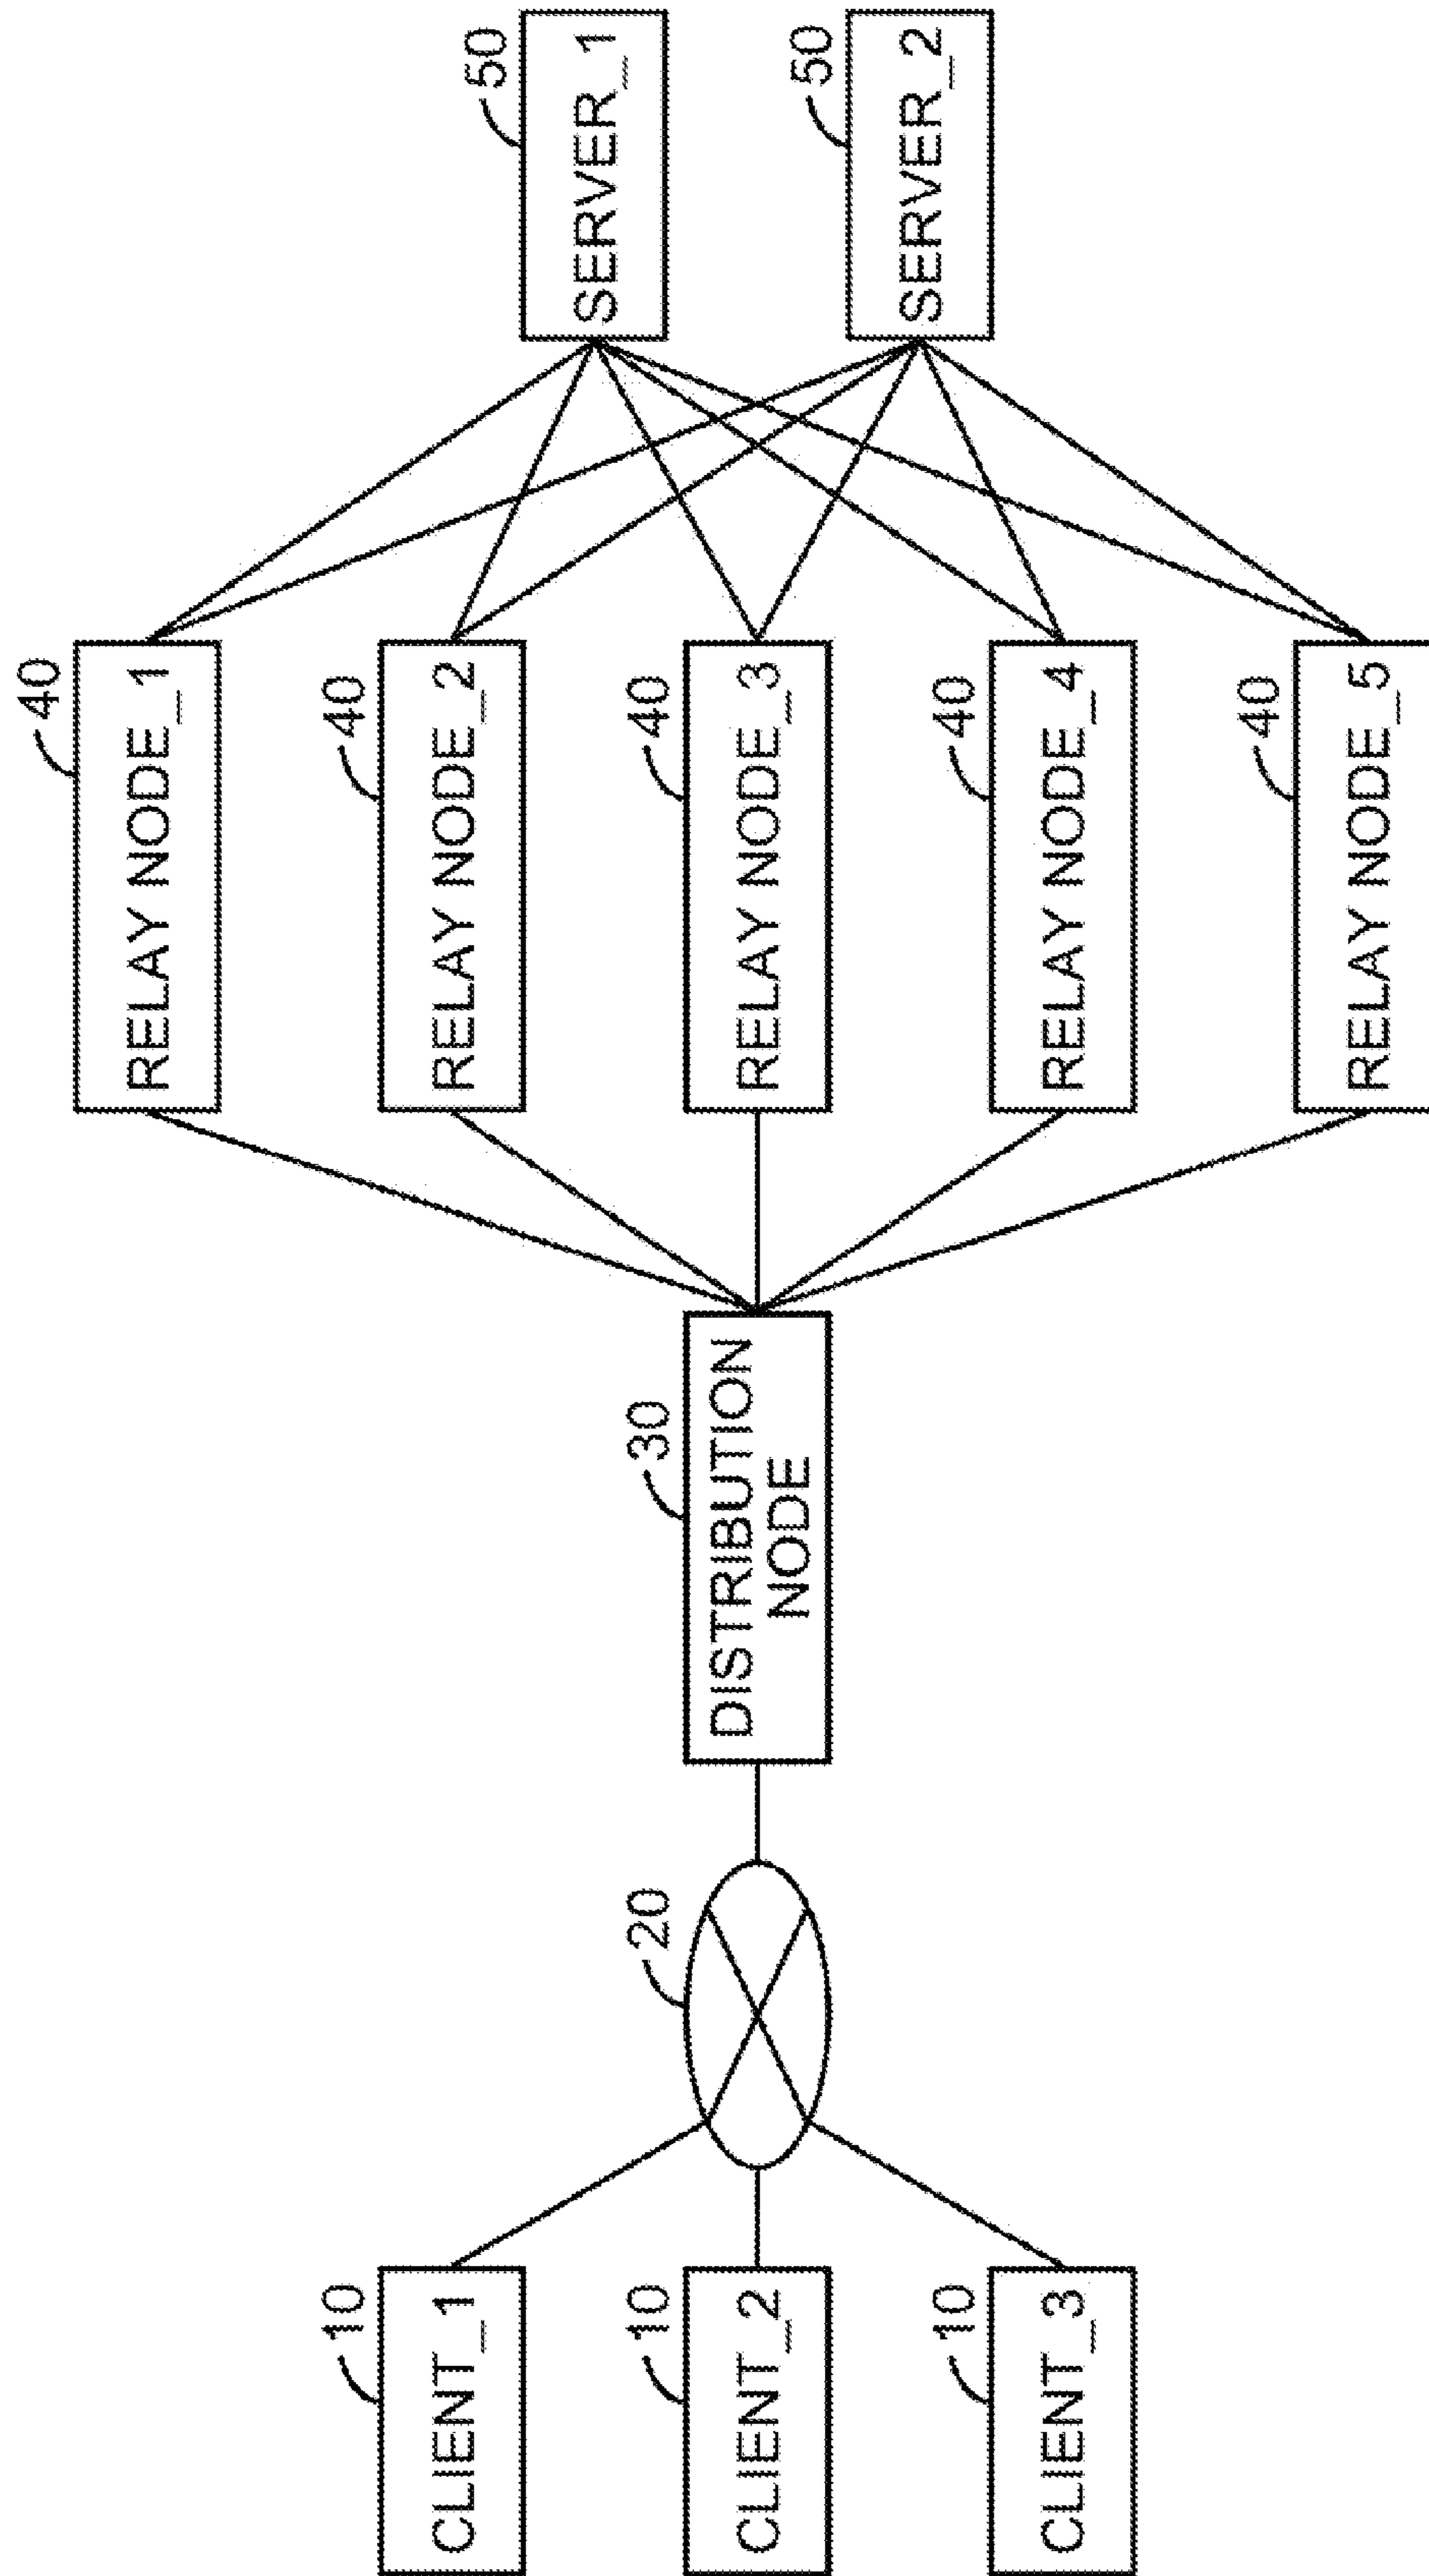 10
CLIENT_1
10
CLIENT_2
10
CLIENT_3
20
30
DISTRIBUTION
NODE
40
RELAY NODE_1
40
RELAY NODE_2
40
RELAY NODE_3
40
RELAY NODE_4
40
RELAY NODE_5
50
SERVER_1
50
SERVER_2